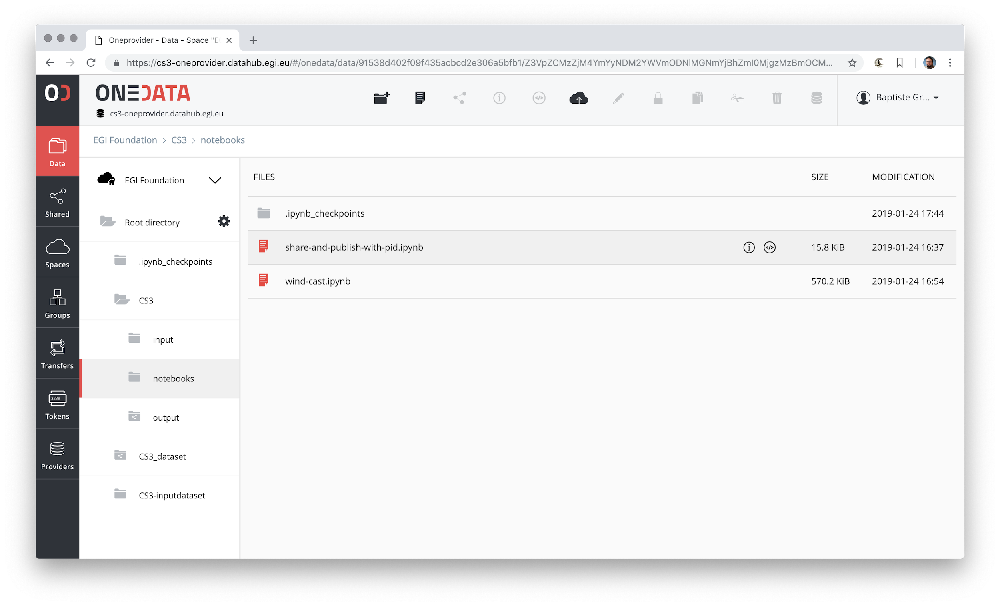 Oneprovider - Data - Space "E
https://cs3-oneprovider.datahub.egi.eu/#/onedata/data/91538d402f09f435acbcd2e306a5bfb1/Z3VpZCMzZjM4YmYyNDM2YWVmODNlMGNmYjBhZmI0MjgzMzBmOCM...
ONEDATA
cs3-oneprovider.datahub.egi.eu
Baptiste Gr...
EGI Foundation > CS3 > notebooks
Data
Shared
Spaces
Groups
Transfers
a23e
Tokens
Providers
EGI Foundation
Root directory
.ipynb_checkpoints
CS3
input
notebooks
output
CS3_dataset
CS3-inputdataset
FILES SIZE MODIFICATION
.ipynb_checkpoints 2019-01-24 17:44
share-and-publish-with-pid.ipynb 15.8 KiB 2019-01-24 16:37
wind-cast.ipynb 570.2 KiB 2019-01-24 16:54